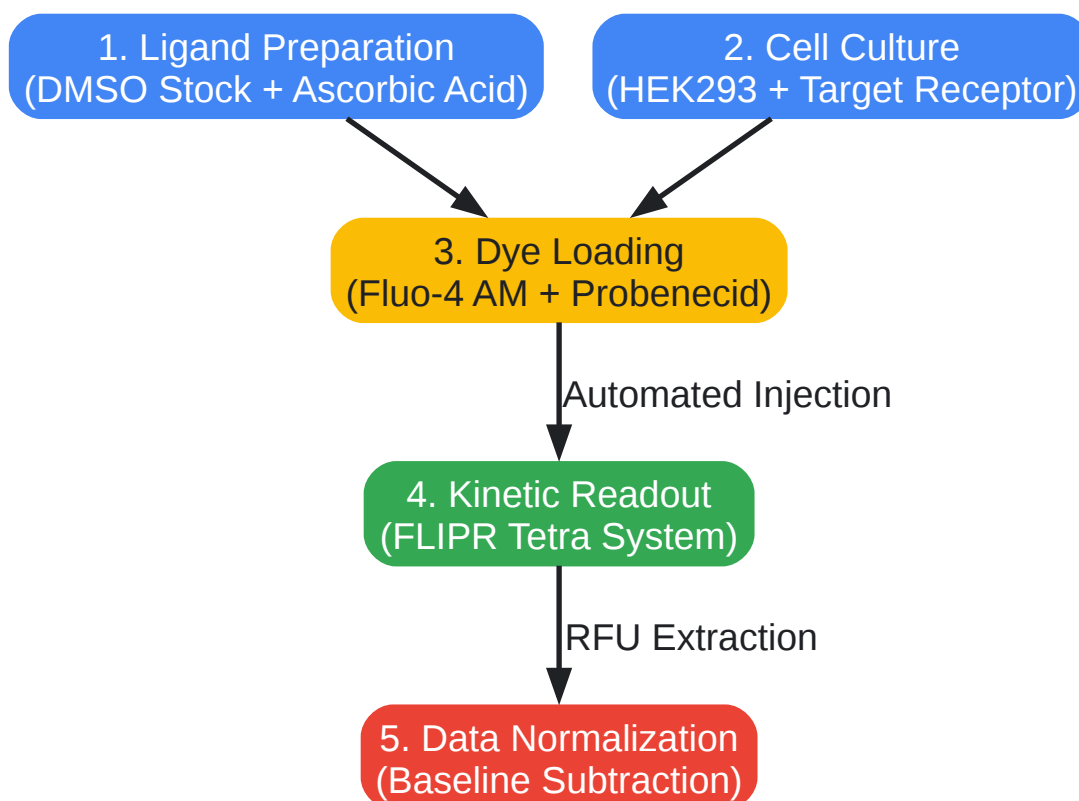 1. Ligand Preparation
(DMSO Stock + Ascorbic Acid)
2. Cell Culture
(HEK293 + Target Receptor)
3. Dye Loading
(Fluo-4 AM + Probenecid)
Automated Injection
4. Kinetic Readout
(FLIPR Tetra System)
RFU Extraction
5. Data Normalization
(Baseline Subtraction)